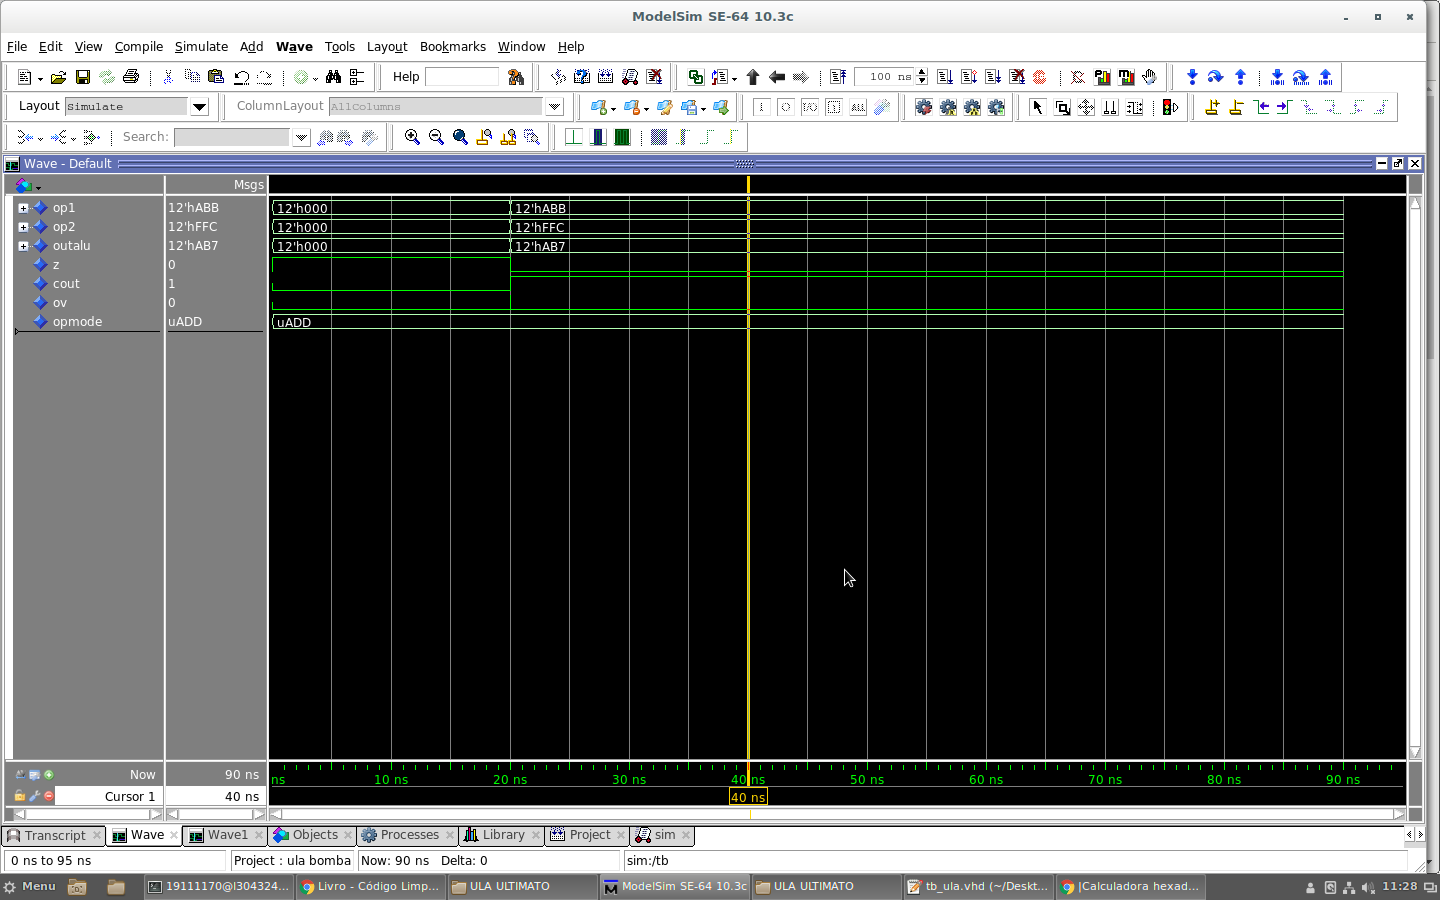 ModelSim SE-64 10.3c
File Edit View Compile Simulate Add Wave Tools Layout Bookmarks Window Help
Help 100 ns
Layout Simulate ColumnLayout AllColumns
Search:
Wave - Default
Msgs
op1 12'hABB 12'h000 12'hABB
op2 12'hFFC 12'h000 12'hFFC
outalu 12'hAB7 12'h000 12'hAB7
z 0
cout 1
ov 0
opmode uADD uADD
Now 90 ns ns 10 ns 20 ns 30 ns 40 ns 50 ns 60 ns 70 ns 80 ns 90 ns
Cursor 1 40 ns 40 ns
Transcript Wave Wave1 Objects Processes Library Project sim
0 ns to 95 ns Project : ula bomba Now: 90 ns Delta: 0 sim:/tb
Menu 19111170@l304324... Livro - Código Limp... ULA ULTIMATO ModelSim SE-64 10.3c ULA ULTIMATO tb_ula.vhd (~/Deskt... |Calculadora hexad... 11:28